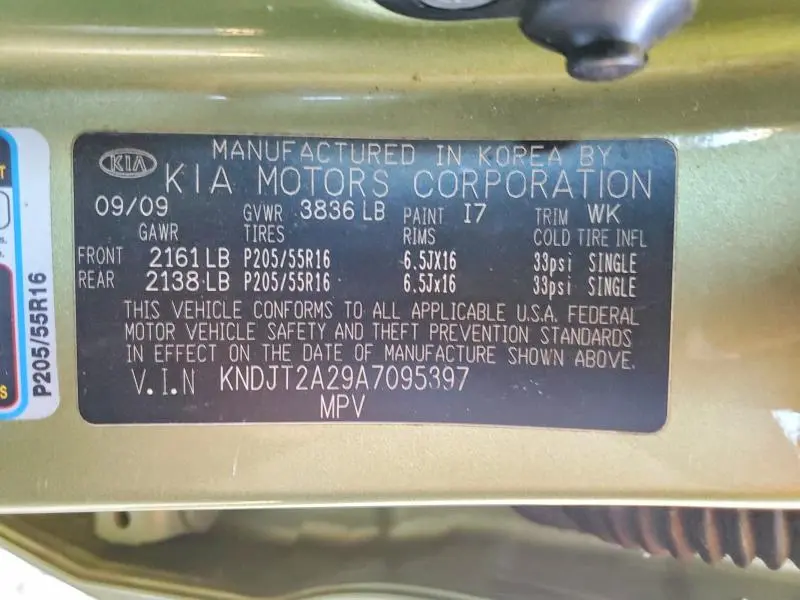 KIA
MANUFACTURED IN KOREA BY
KIA MOTORS CORPORATION
09/09 GVWR 3836 LB PAINT I7 TRIM WK
GAWR TIRES RIMS COLD TIRE INFL
FRONT 2161 LB P205/55R16 6.5JX16 33psi SINGLE
REAR 2138 LB P205/55R16 6.5Jx16 33psi SINGLE
THIS VEHICLE CONFORMS TO ALL APPLICABLE U.S.A. FEDERAL
MOTOR VEHICLE SAFETY AND THEFT PREVENTION STANDARDS
IN EFFECT ON THE DATE OF MANUFACTURE SHOWN ABOVE.
V.I.N KNDJT2A29A7095397
MPV
P205/55R16